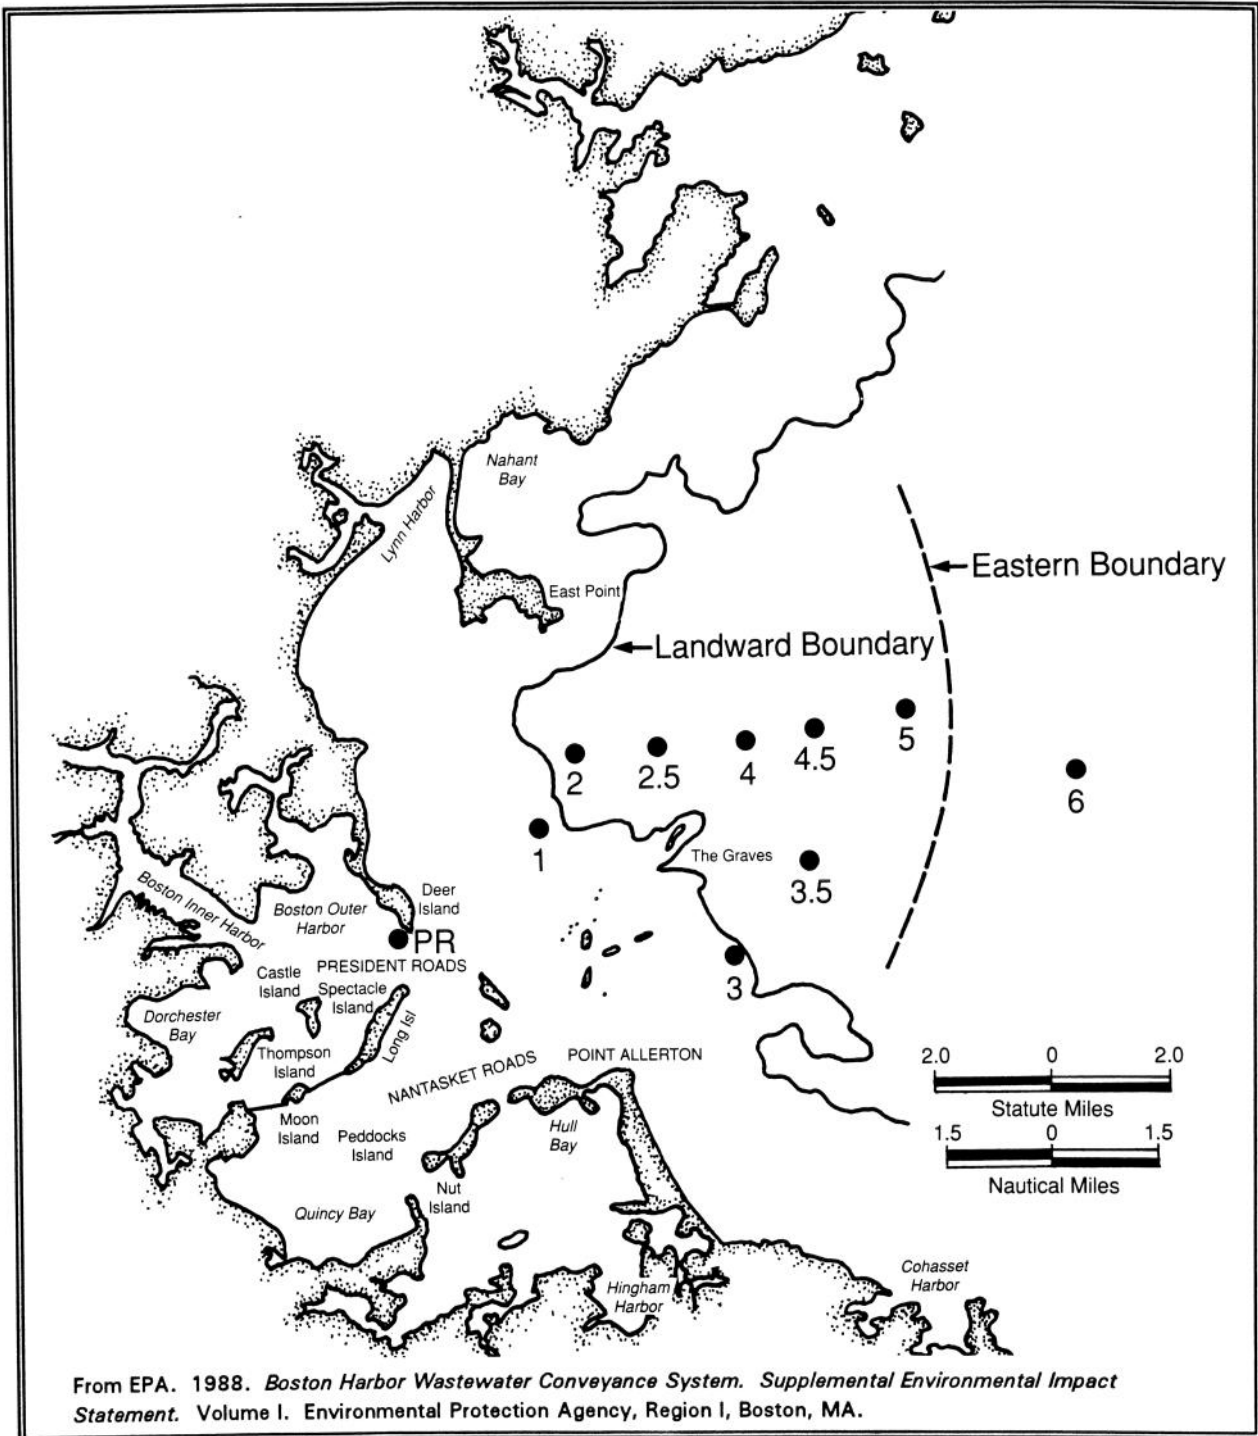 Nahant
Bay
Lynn Harbor
East Point
Eastern Boundary
Landward Boundary
5
4.5
4
2.5
2
6
1
The Graves
3.5
Deer
Island
Boston Inner Harbor
Boston Outer
Harbor
PR
PRESIDENT ROADS
3
Castle
Island
Spectacle
Island
Dorchester
Bay
Long Isl
Thompson
Island
NANTASKET ROADS
POINT ALLERTON
2.0 0 2.0
Statute Miles
Moon
Island
Peddocks
Island
Hull
Bay
1.5 0 1.5
Nautical Miles
Nut
Island
Quincy Bay
Hingham
Harbor
Cohasset
Harbor
From EPA. 1988. Boston Harbor Wastewater Conveyance System. Supplemental Environmental Impact
Statement. Volume I. Environmental Protection Agency, Region I, Boston, MA.